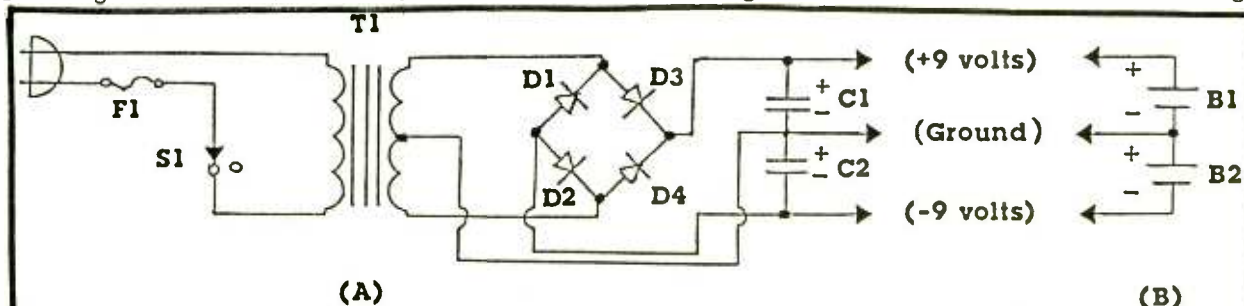 T1
D1 D3
F1
S1
D2 D4
+
- C1
+
- C2
(+9 volts)
(Ground)
(-9 volts)
+
- B1
+
- B2
(A) (B)